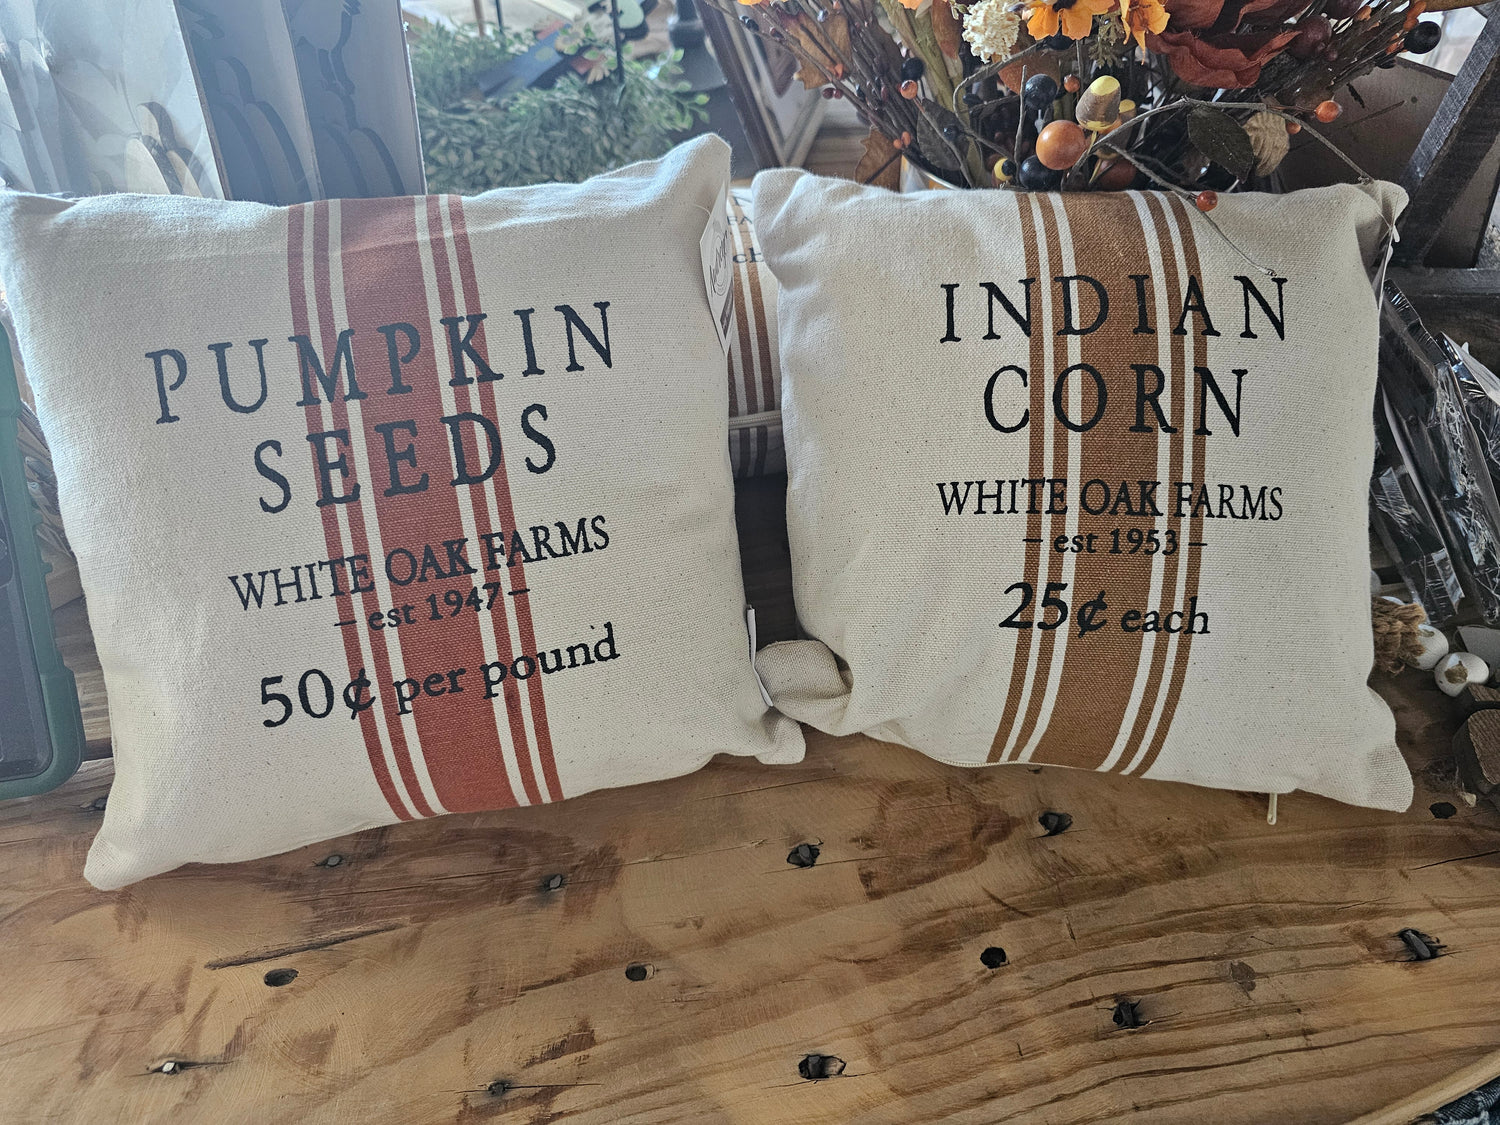 PUMPKIN
SEEDS
WHITE OAK FARMS
– est 1947 –
50¢ per pound
INDIAN
CORN
WHITE OAK FARMS
– est 1953 –
25¢ each